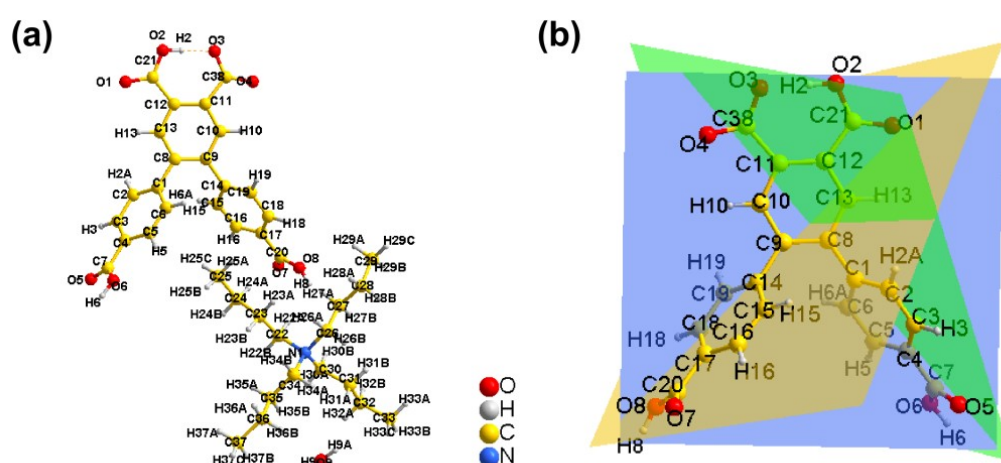 (a)
O2 H2 O3
C21
O1 C38 O4
C12 C11
H13 C13 C10 H10
C8 C9
H2A C1 C14 H19
C2 H6A C19
C3 C6 H15 C15 C18
H3 C16 H18
C4 C5 H16 C17
H5
C7 C20 H29A H29C
O5 O6 O7 O8 C29
H6 H8 H29B
H25C H25A H28A
C25 H24A C28
H25B C24 H23A H27A H28B
H24B C23 C27
H23B H26A H27B
C22 C26
H22B H26B
N1 H30B
H34B C30 H31B
C34 H30A C31 H32B
H35A H34A H31A C32
C35 H32A H33A
H36A H35B C33
C36 H33C H33B
H37A H36B
C37 H9A
H37C H37B
O
H
C
N
(b)
O3 O2
H2
C38 C21 O1
O4
C11 C12
H10 C10 C13 H13
C9 C8
H19 C14 C1 H2A
C19 H6A C2
C15 H15 C6
C18 C3
H18 C16 C5 H3
C17 H16 H5 C4
C20 C7
O8 O7 O6 O5
H8 H6